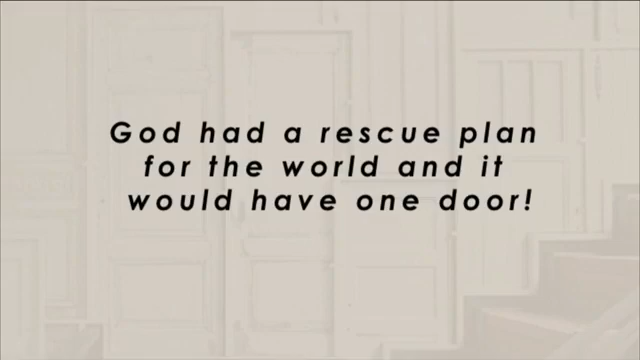 God had a rescue plan
for the world and it
would have one door!